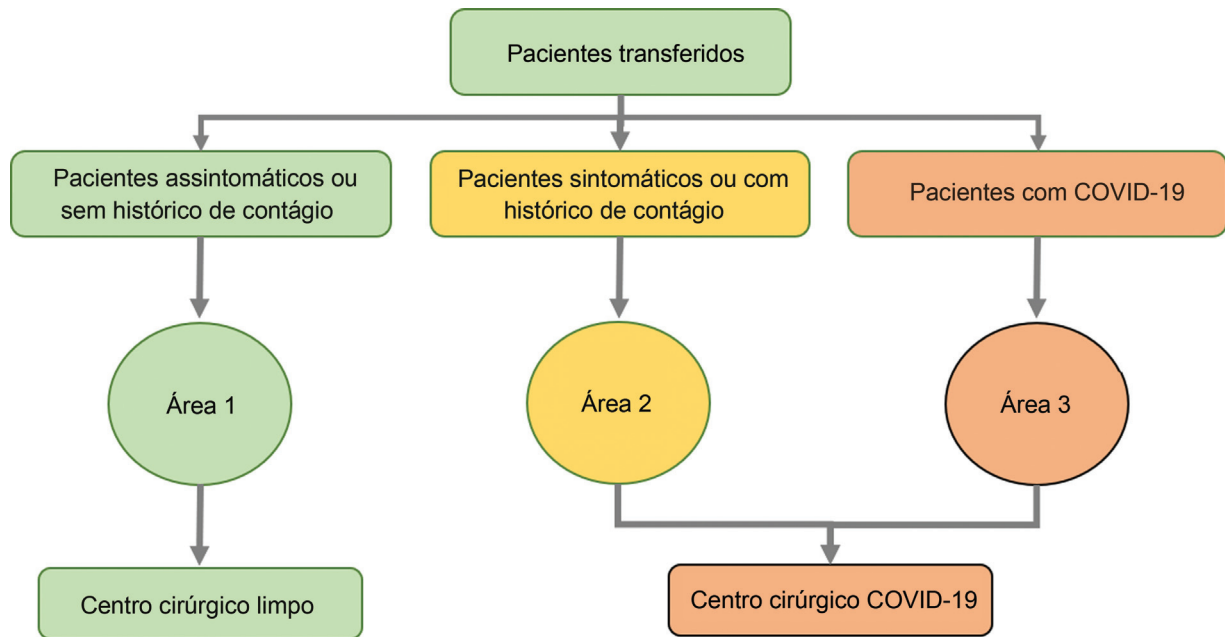 Pacientes transferidos
Pacientes assintomáticos ou
sem histórico de contágio
Pacientes sintomáticos ou com
histórico de contágio
Pacientes com COVID-19
Área 1
Área 2
Área 3
Centro cirúrgico limpo
Centro cirúrgico COVID-19